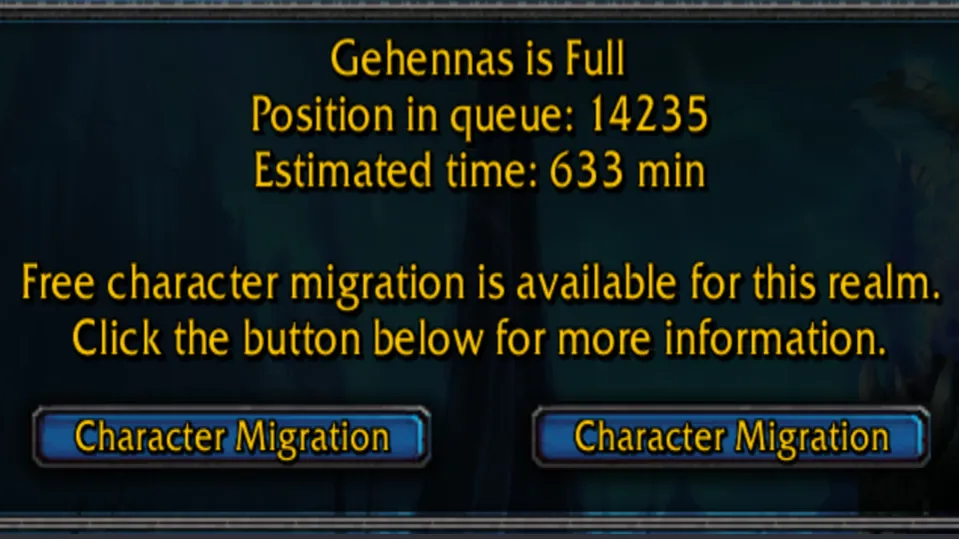 Gehennas is Full
Position in queue: 14235
Estimated time: 633 min
Free character migration is available for this realm.
Click the button below for more information.
Character Migration
Character Migration